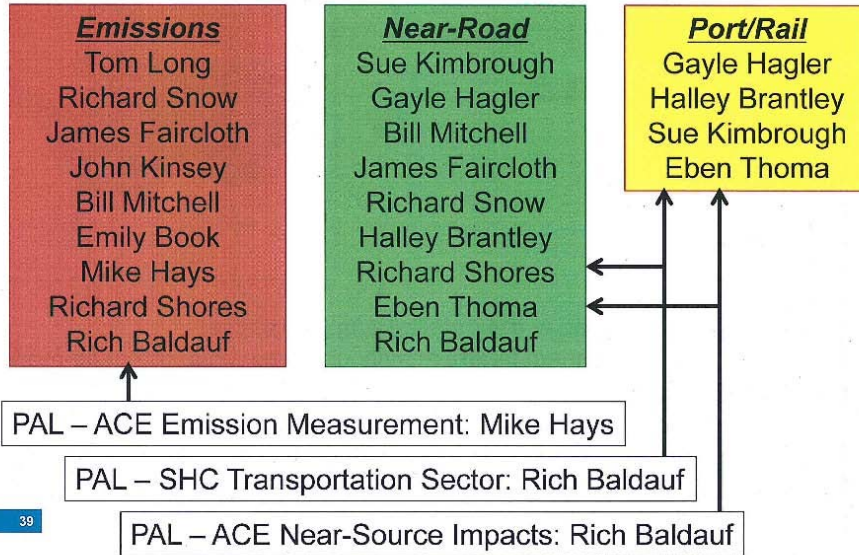 Emissions
Tom Long
Richard Snow
James Faircloth
John Kinsey
Bill Mitchell
Emily Book
Mike Hays
Richard Shores
Rich Baldauf
Near-Road
Sue Kimbrough
Gayle Hagler
Bill Mitchell
James Faircloth
Richard Snow
Halley Brantley
Richard Shores
Eben Thoma
Rich Baldauf
Port/Rail
Gayle Hagler
Halley Brantley
Sue Kimbrough
Eben Thoma
PAL – ACE Emission Measurement: Mike Hays
PAL – SHC Transportation Sector: Rich Baldauf
PAL – ACE Near-Source Impacts: Rich Baldauf
39